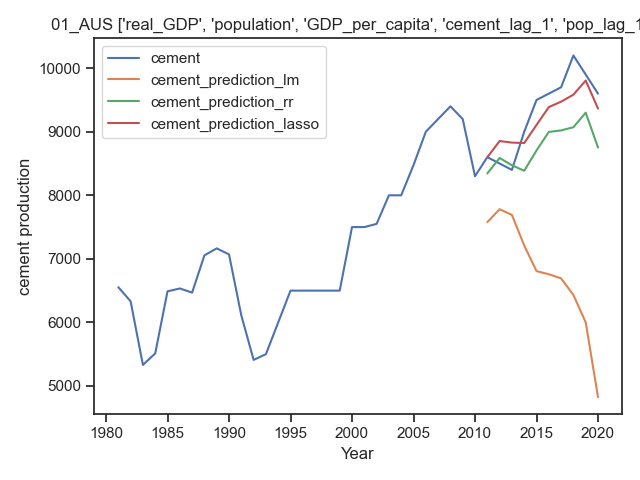 01_AUS ['real_GDP', 'population', 'GDP_per_capita', 'cement_lag_1', 'pop_lag_1
cement
cement_prediction_lm
cement_prediction_rr
cement_prediction_lasso
10000
9000
8000
7000
6000
5000
cement production
1980 1985 1990 1995 2000 2005 2010 2015 2020
Year